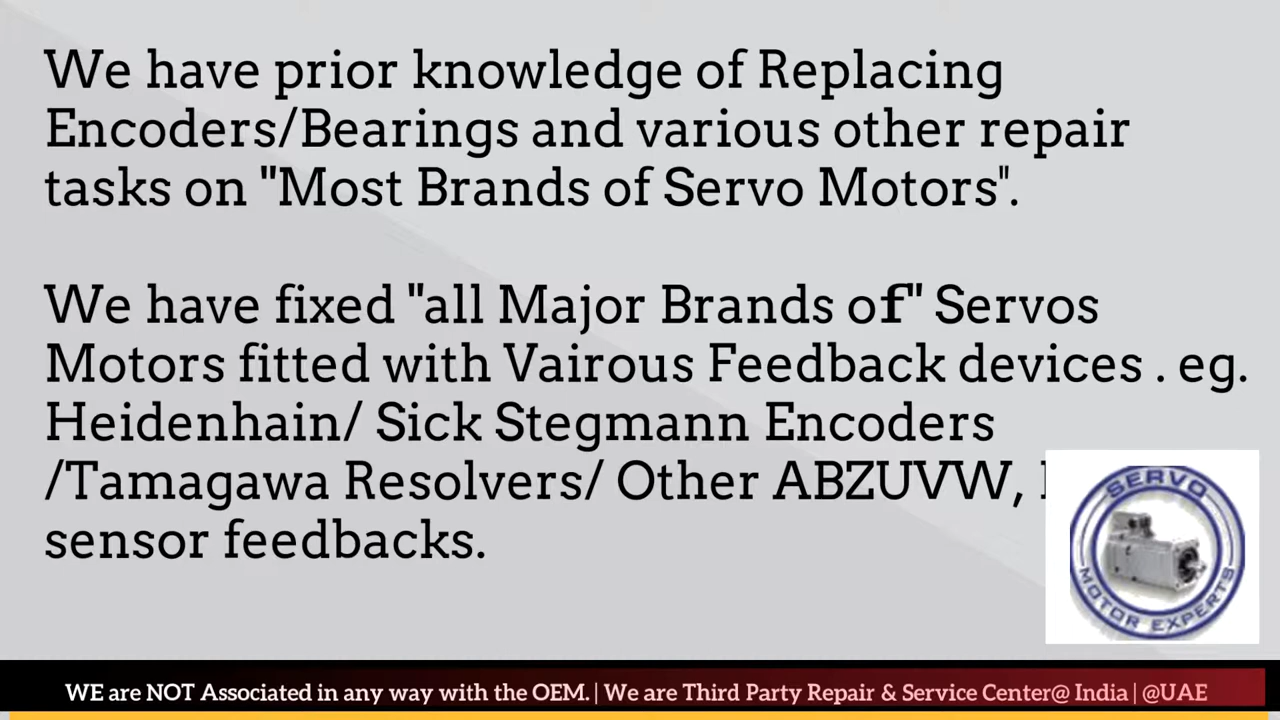 We have prior knowledge of Replacing
Encoders/Bearings and various other repair
tasks on "Most Brands of Servo Motors".
We have fixed "all Major Brands of" Servos
Motors fitted with Vairous Feedback devices . eg.
Heidenhain/ Sick Stegmann Encoders
/Tamagawa Resolvers/ Other ABZUVW,
sensor feedbacks.
SERVO
MOTOR EXPERTS
WE are NOT Associated in any way with the OEM. | We are Third Party Repair & Service Center@ India | @UAE